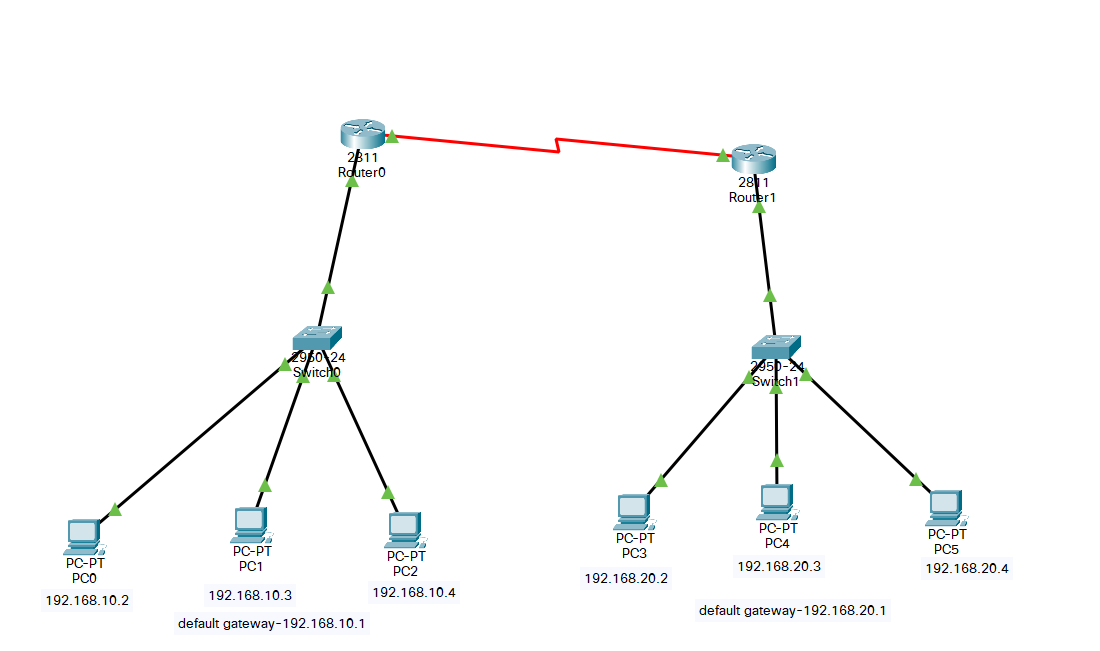 2811
Router0
2811
Router1
2950-24
Switch0
2950-24
Switch1
PC-PT
PC0
192.168.10.2
PC-PT
PC1
192.168.10.3
PC-PT
PC2
192.168.10.4
default gateway-192.168.10.1
PC-PT
PC3
192.168.20.2
PC-PT
PC4
192.168.20.3
PC-PT
PC5
192.168.20.4
default gateway-192.168.20.1